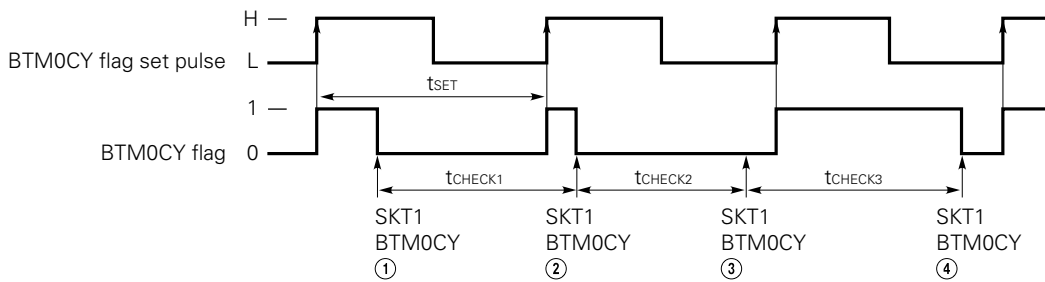 H
BTM0CY flag set pulse L
tSET
1
BTM0CY flag 0
tCHECK1 tCHECK2 tCHECK3
SKT1 SKT1 SKT1 SKT1
BTM0CY BTM0CY BTM0CY BTM0CY
① ② ③ ④